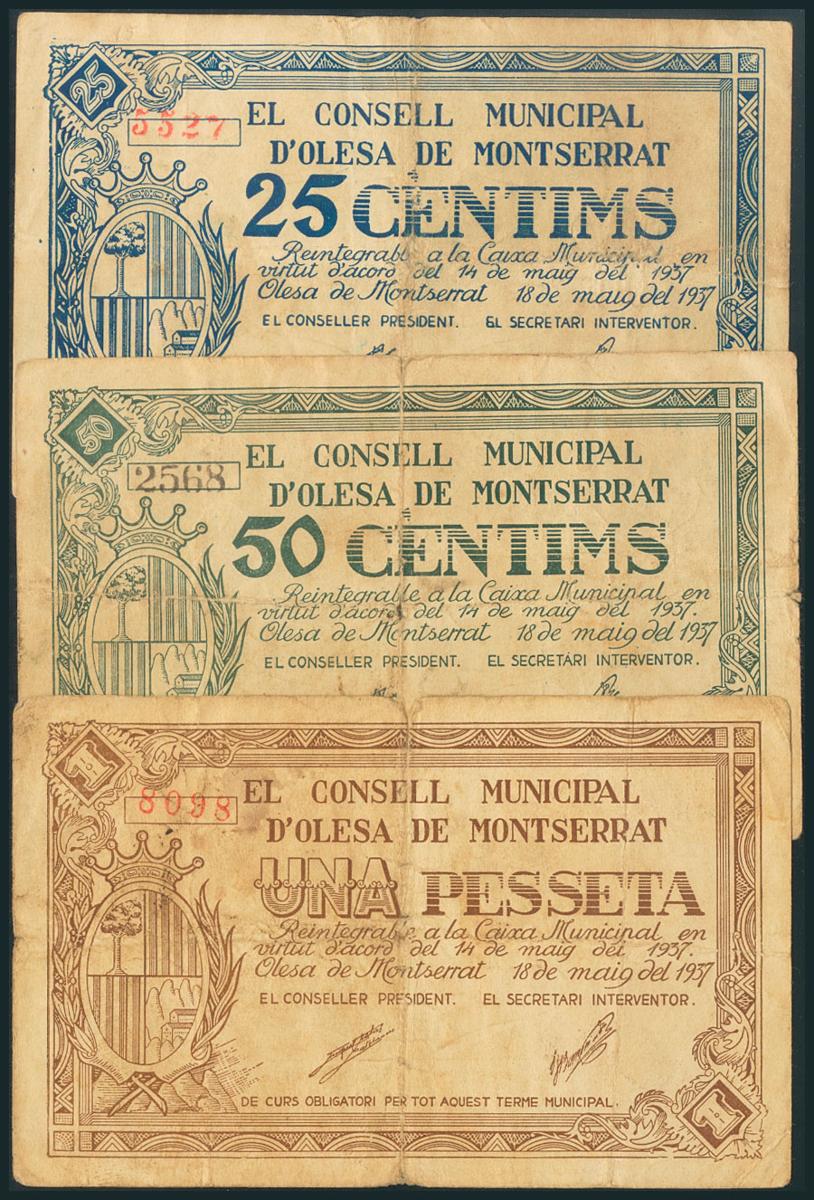 25
5527
EL CONSELL MUNICIPAL
D'OLESA DE MONTSERRAT
25 CÈNTIMS
Reintegrable a la Caixa Municipal en
virtut d'acord del 14 de maig del 1937
Olesa de Montserrat 18 de maig del 1937
EL CONSELLER PRESIDENT. EL SECRETARI INTERVENTOR.
50
2568
EL CONSELL MUNICIPAL
D'OLESA DE MONTSERRAT
50 CÈNTIMS
Reintegrable a la Caixa Municipal en
virtut d'acord del 14 de maig del 1937.
Olesa de Montserrat 18 de maig del 1937
EL CONSELLER PRESIDENT. EL SECRETARI INTERVENTOR.
1
8098
EL CONSELL MUNICIPAL
D'OLESA DE MONTSERRAT
UNA PESSETA
Reintegrable a la Caixa Municipal en
virtut d'acord del 14 de maig del 1937.
Olesa de Montserrat 18 de maig del 1937
EL CONSELLER PRESIDENT. EL SECRETARI INTERVENTOR.
DE CURS OBLIGATORI PER TOT AQUEST TERME MUNICIPAL.
1